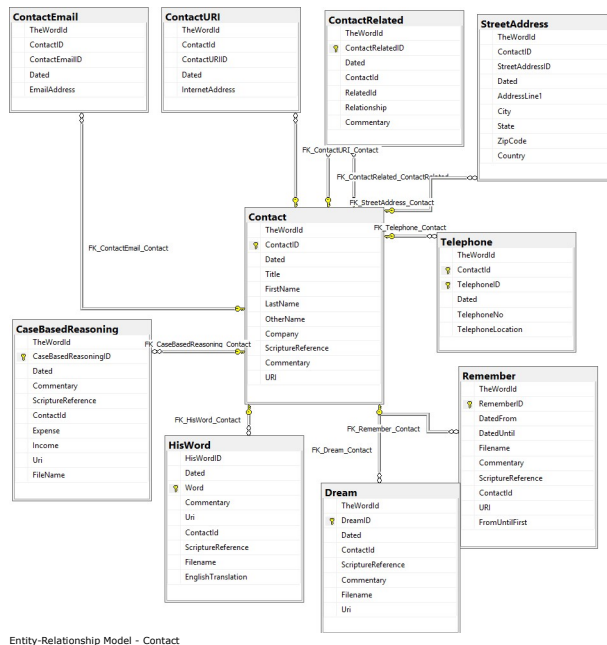 ContactEmail
TheWordId
ContactID
ContactEmailID
Dated
EmailAddress
ContactURI
TheWordId
ContactId
ContactURIID
Dated
InternetAddress
ContactRelated
TheWordId
ContactRelatedID
Dated
ContactId
RelatedId
Relationship
Commentary
StreetAddress
TheWordId
ContactID
StreetAddressID
Dated
AddressLine1
City
State
ZipCode
Country
FK_ContactURI_Contact
FK_ContactRelated_ContactRelated
FK_StreetAddress_Contact
FK_Telephone_Contact
FK_ContactEmail_Contact
Contact
TheWordId
ContactID
Dated
Title
FirstName
LastName
OtherName
Company
ScriptureReference
Commentary
URI
Telephone
TheWordId
ContactId
TelephoneID
Dated
TelephoneNo
TelephoneLocation
CaseBasedReasoning
TheWordId
CaseBasedReasoningID
Dated
Commentary
ScriptureReference
ContactId
Expense
Income
Uri
FileName
FK_CaseBasedReasoning_Contact
FK_HisWord_Contact
FK_Remember_Contact
FK_Dream_Contact
HisWord
HisWordID
Dated
Word
Commentary
Uri
ContactId
ScriptureReference
Filename
EnglishTranslation
Dream
TheWordId
DreamID
Dated
ContactId
ScriptureReference
Commentary
Filename
Uri
Remember
TheWordId
RememberID
DatedFrom
DatedUntil
Filename
Commentary
ScriptureReference
ContactId
URI
FromUntilFirst
Entity-Relationship Model - Contact